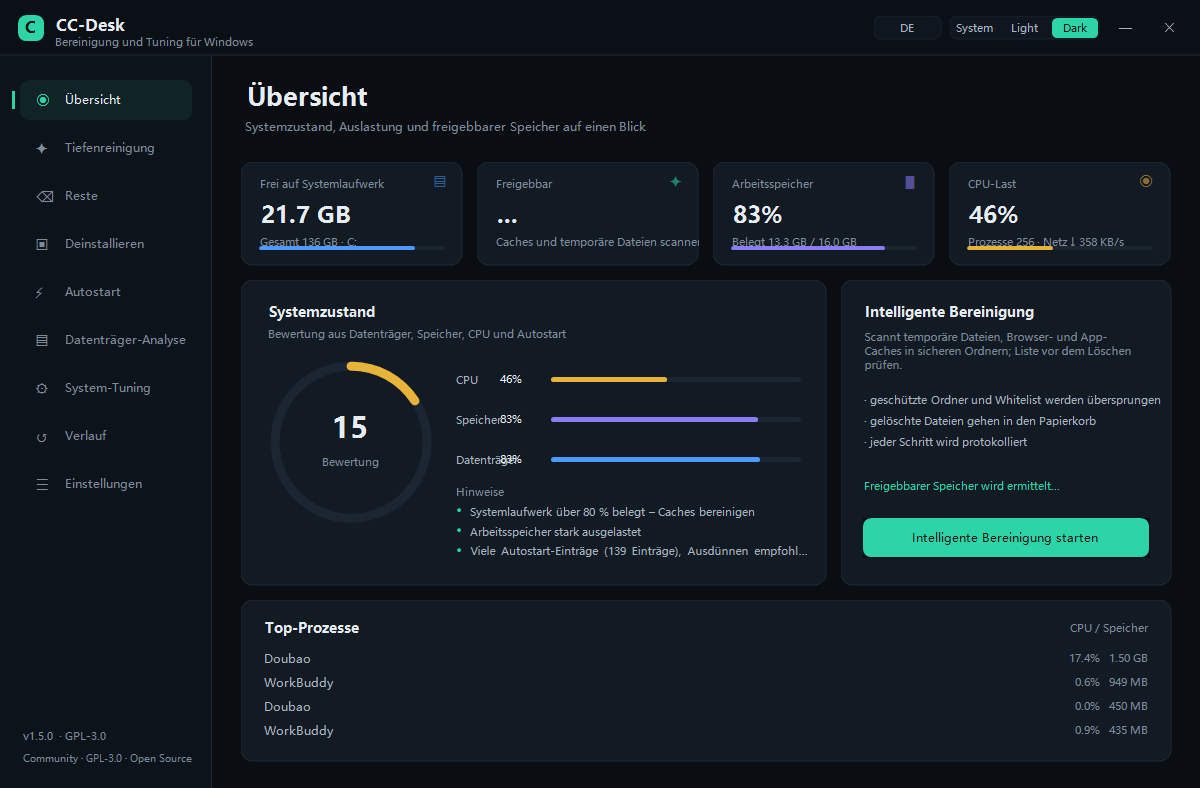 C
CC-Desk
Bereinigung und Tuning für Windows
DE
System
Light
Dark
Übersicht
Tiefenreinigung
Reste
Deinstallieren
Autostart
Datenträger-Analyse
System-Tuning
Verlauf
Einstellungen
v1.5.0 · GPL-3.0
Community · GPL-3.0 · Open Source
Übersicht
Systemzustand, Auslastung und freigebbarer Speicher auf einen Blick
Frei auf Systemlaufwerk
21.7 GB
Gesamt 136 GB · C:
Freigebbar
...
Caches und temporäre Dateien scannen
Arbeitsspeicher
83%
Belegt 13.3 GB / 16.0 GB
CPU-Last
46%
Prozesse 256 · Netz ↓ 358 KB/s
Systemzustand
Bewertung aus Datenträger, Speicher, CPU und Autostart
15
Bewertung
CPU 46%
Speicher 83%
Datenträger 83%
Hinweise
• Systemlaufwerk über 80 % belegt – Caches bereinigen
• Arbeitsspeicher stark ausgelastet
• Viele Autostart-Einträge (139 Einträge), Ausdünnen empfohl...
Intelligente Bereinigung
Scannt temporäre Dateien, Browser- und App-
Caches in sicheren Ordnern; Liste vor dem Löschen
prüfen.
· geschützte Ordner und Whitelist werden übersprungen
· gelöschte Dateien gehen in den Papierkorb
· jeder Schritt wird protokolliert
Freigebbarer Speicher wird ermittelt...
Intelligente Bereinigung starten
Top-Prozesse
CPU / Speicher
Doubao 17.4% 1.50 GB
WorkBuddy 0.6% 949 MB
Doubao 0.0% 450 MB
WorkBuddy 0.9% 435 MB